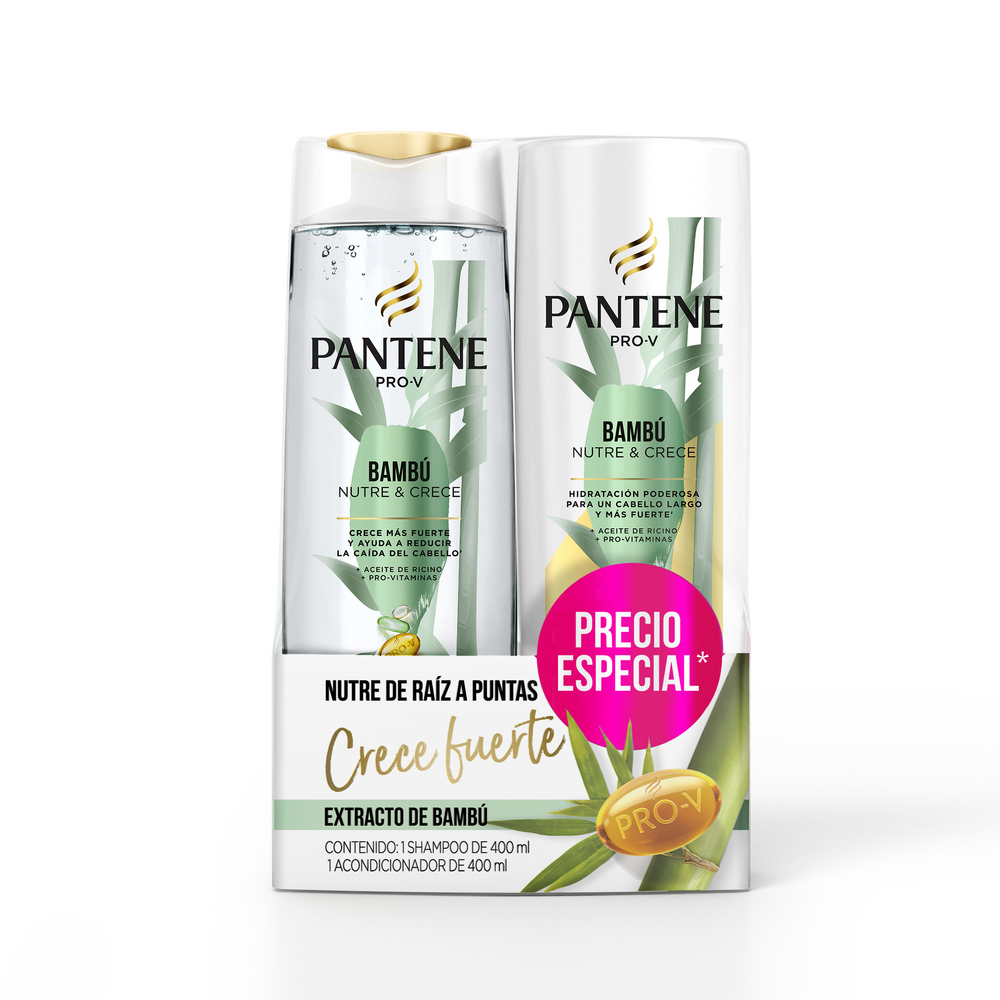 PANTENE
PRO-V
BAMBÚ
NUTRE & CRECE
CRECE MÁS FUERTE
Y AYUDA A REDUCIR
LA CAÍDA DEL CABELLO¹
+ ACEITE DE RICINO
+ PRO-VITAMINAS
PRO-V
PANTENE
PRO-V
BAMBÚ
NUTRE & CRECE
HIDRATACIÓN PODEROSA
PARA UN CABELLO LARGO
Y MÁS FUERTE¹
+ ACEITE DE RICINO
+ PRO-VITAMINAS
PRECIO
ESPECIAL*
NUTRE DE RAÍZ A PUNTAS
Crece fuerte
EXTRACTO DE BAMBÚ
CONTENIDO: 1 SHAMPOO DE 400 ml
1 ACONDICIONADOR DE 400 ml
PRO-V